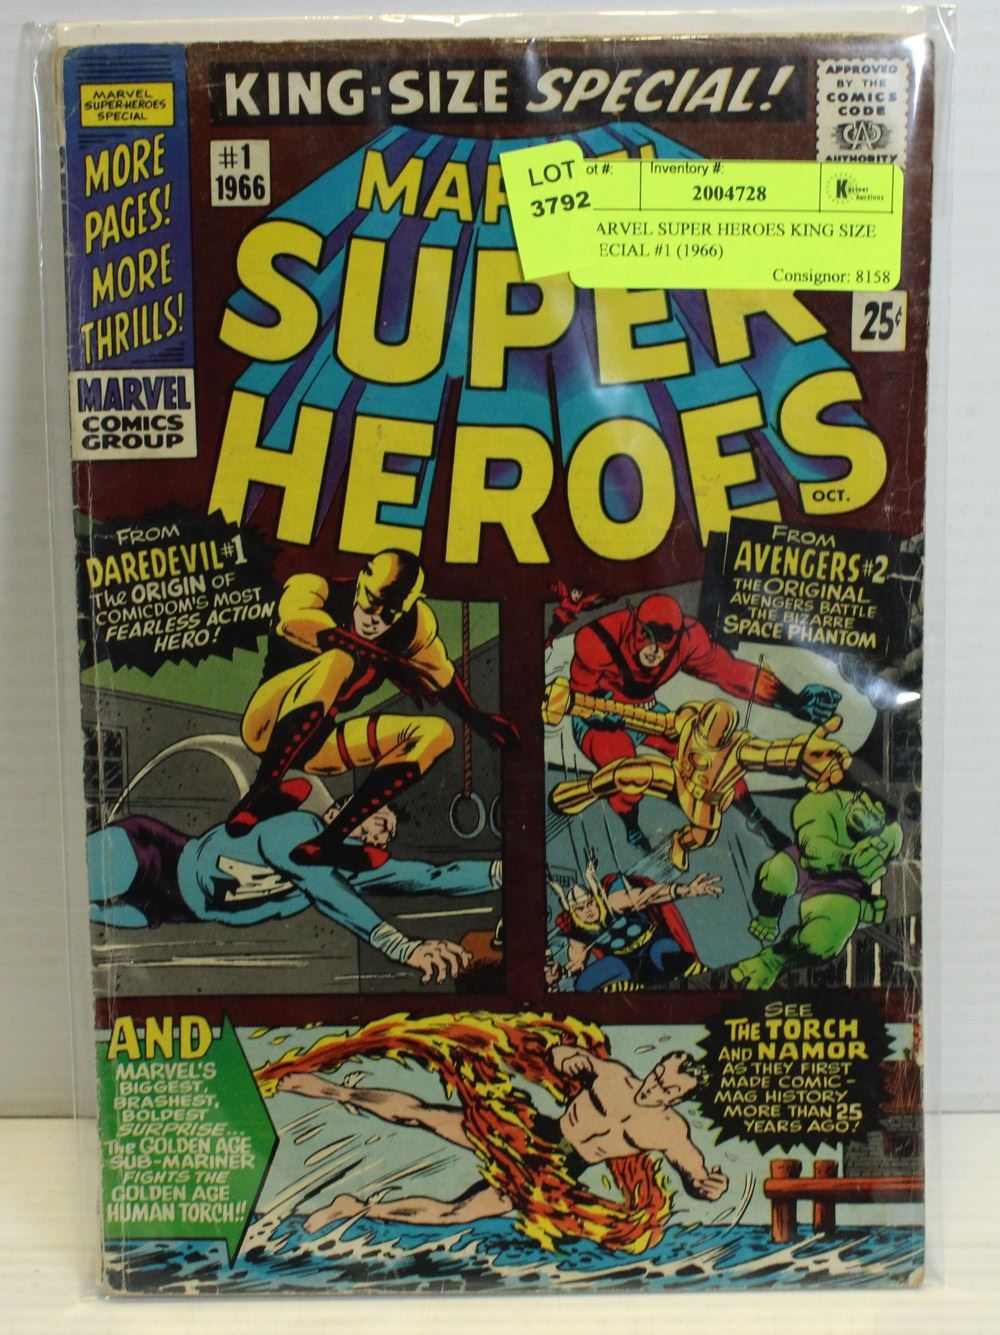 KING-SIZE SPECIAL!
MARVEL
SUPER-HEROES
SPECIAL
MORE
PAGES!
MORE
THRILLS!
MARVEL
COMICS
GROUP
#1
1966
APPROVED
BY THE
COMICS
CODE
CA
AUTHORITY
LOT
3792
ot #:
Inventory #:
2004728
Kastner
Auctions
ARVEL SUPER HEROES KING SIZE
ECIAL #1 (1966)
Consignor: 8158
25¢
MAR
SUPER
HEROES
OCT.
FROM
DAREDEVIL #1
THE ORIGIN OF
COMICDOM'S MOST
FEARLESS ACTION
HERO!
FROM
AVENGERS #2
THE ORIGINAL
AVENGERS BATTLE
THE BIZARRE
SPACE PHANTOM
AND
MARVEL'S
BIGGEST,
BRASHEST,
BOLDEST
SURPRISE...
THE GOLDEN AGE
SUB-MARINER
FIGHTS THE
GOLDEN AGE
HUMAN TORCH!!
SEE
THE TORCH
AND NAMOR
AS THEY FIRST
MADE COMIC-
MAG HISTORY
MORE THAN 25
YEARS AGO!